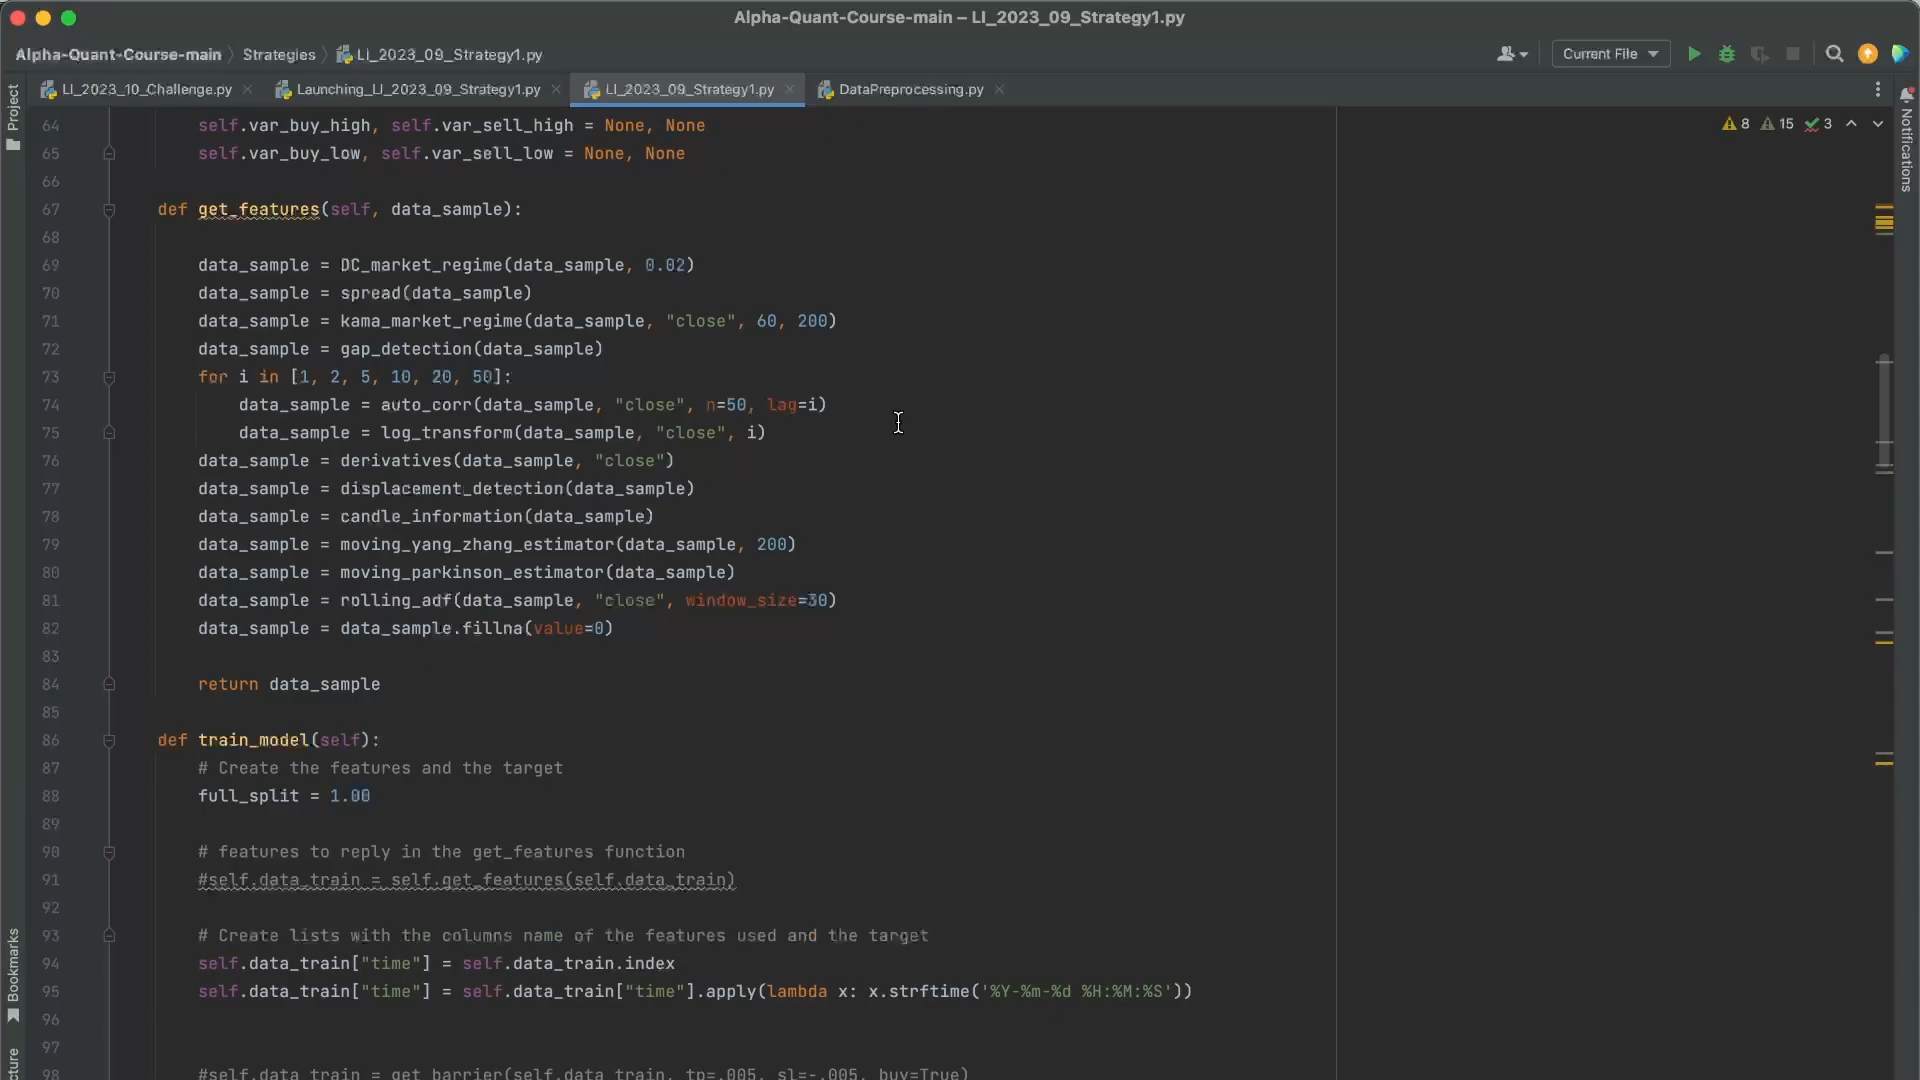 Alpha-Quant-Course-main – LI_2023_09_Strategy1.py
Alpha-Quant-Course-main
Strategies
LI_2023_09_Strategy1.py
Current File
Project
LI_2023_10_Challenge.py
Launching_LI_2023_09_Strategy1.py
LI_2023_09_Strategy1.py
DataPreprocessing.py
Notifications
8 15 3
64 self.var_buy_high, self.var_sell_high = None, None
65 self.var_buy_low, self.var_sell_low = None, None
66
67 def get_features(self, data_sample):
68
69 data_sample = DC_market_regime(data_sample, 0.02)
70 data_sample = spread(data_sample)
71 data_sample = kama_market_regime(data_sample, "close", 60, 200)
72 data_sample = gap_detection(data_sample)
73 for i in [1, 2, 5, 10, 20, 50]:
74 data_sample = auto_corr(data_sample, "close", n=50, lag=i)
75 data_sample = log_transform(data_sample, "close", i)
76 data_sample = derivatives(data_sample, "close")
77 data_sample = displacement_detection(data_sample)
78 data_sample = candle_information(data_sample)
79 data_sample = moving_yang_zhang_estimator(data_sample, 200)
80 data_sample = moving_parkinson_estimator(data_sample)
81 data_sample = rolling_adf(data_sample, "close", window_size=30)
82 data_sample = data_sample.fillna(value=0)
83
84 return data_sample
85
86 def train_model(self):
87 # Create the features and the target
88 full_split = 1.00
89
90 # features to reply in the get_features function
91 #self.data_train = self.get_features(self.data_train)
92
93 # Create lists with the columns name of the features used and the target
94 self.data_train["time"] = self.data_train.index
95 self.data_train["time"] = self.data_train["time"].apply(lambda x: x.strftime('%Y-%m-%d %H:%M:%S'))
96
97
98 #self.data_train = get_barrier(self.data_train, tp=.005, sl=-.005, buy=True)
Bookmarks
cture